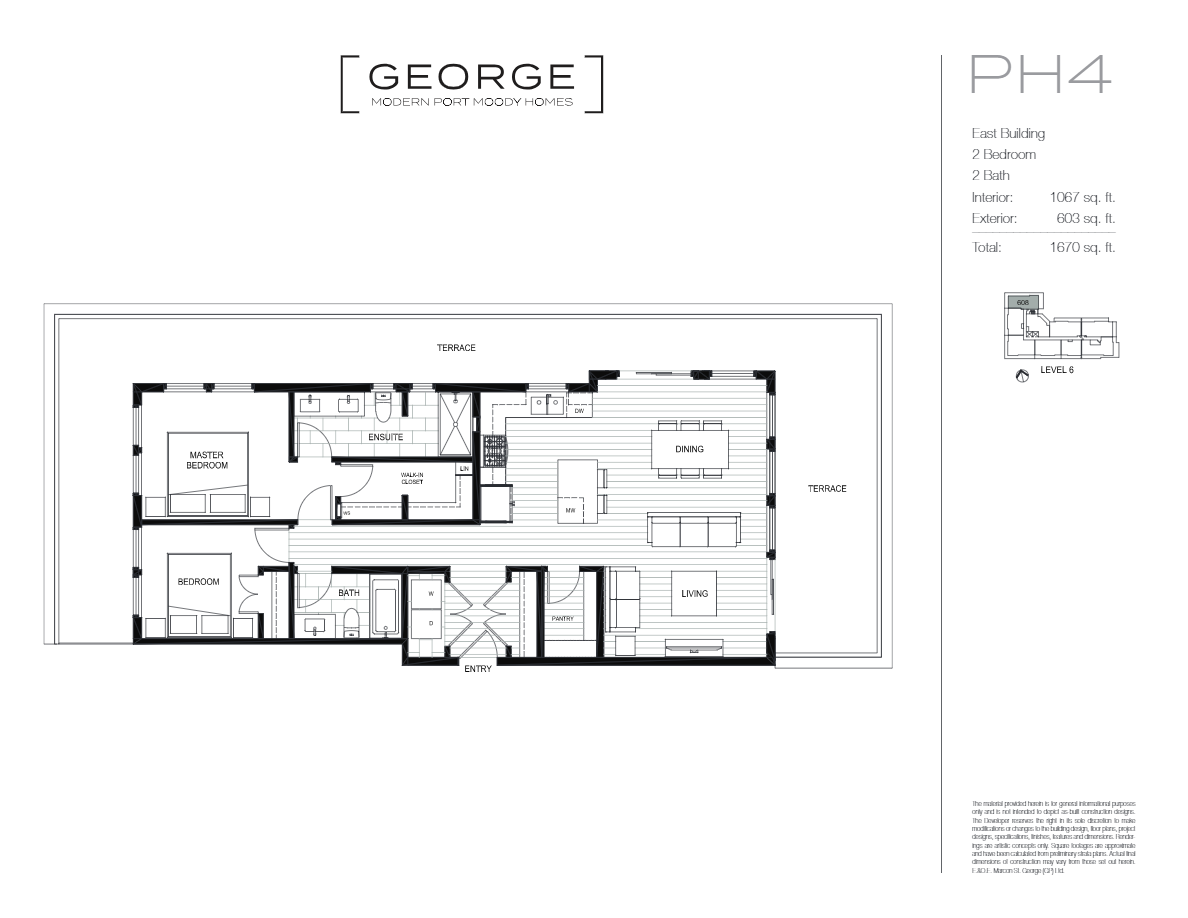 GEORGE
MODERN PORT MOODY HOMES
PH4
East Building
2 Bedroom
2 Bath
Interior: 1067 sq. ft.
Exterior: 603 sq. ft.
Total: 1670 sq. ft.
608
LEVEL 6
TERRACE
DW
ENSUITE
DINING
MASTER
BEDROOM
LIN
WALK-IN
CLOSET
TERRACE
MW
WS
BEDROOM
BATH
W
LIVING
D
PANTRY
ENTRY
The material provided herein is for general informational purposes
only and is not intended to depict as-built construction designs.
The Developer reserves the right in its sole discretion to make
modifications or changes to the building design, floor plans, project
designs, specifications, finishes, features and dimensions. Render-
ings are artistic concepts only. Square footages are approximate
and have been calculated from preliminary strata plans. Actual final
dimensions of construction may vary from those set out herein.
E.&O.E. Marcon St. George (GP) Ltd.